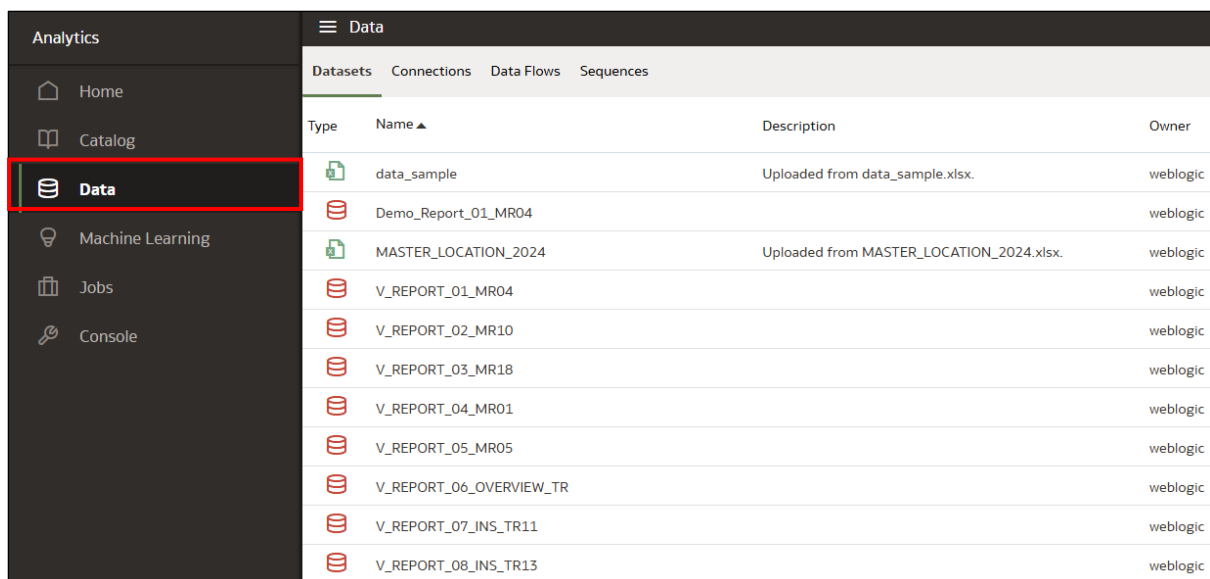 Analytics
Home
Catalog
Data
Machine Learning
Jobs
Console
Data
Datasets Connections Data Flows Sequences
Type Name Description Owner
data_sample Uploaded from data_sample.xlsx. weblogic
Demo_Report_01_MR04 weblogic
MASTER_LOCATION_2024 Uploaded from MASTER_LOCATION_2024.xlsx. weblogic
V_REPORT_01_MR04 weblogic
V_REPORT_02_MR10 weblogic
V_REPORT_03_MR18 weblogic
V_REPORT_04_MR01 weblogic
V_REPORT_05_MR05 weblogic
V_REPORT_06_OVERVIEW_TR weblogic
V_REPORT_07_INS_TR11 weblogic
V_REPORT_08_INS_TR13 weblogic